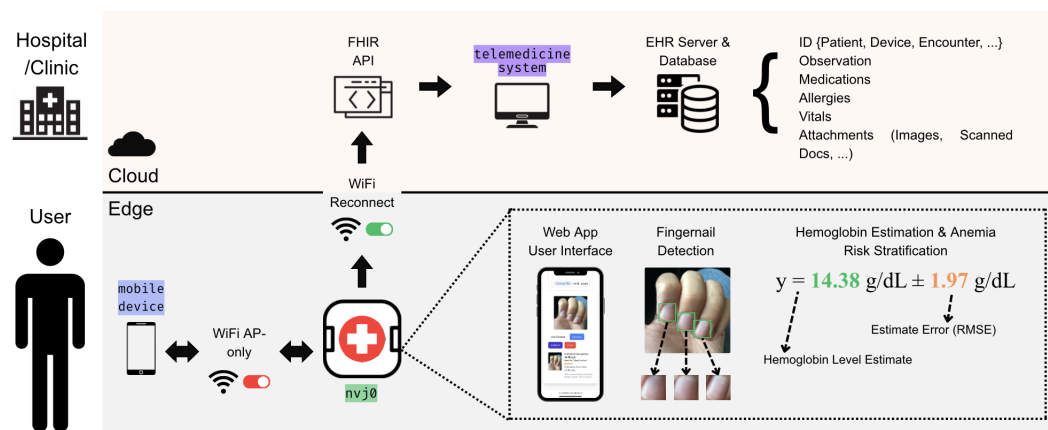 Hospital
/Clinic
FHIR
API
telemedicine
system
EHR Server &
Database
ID {Patient, Device, Encounter, ...}
Observation
Medications
Allergies
Vitals
Attachments (Images, Scanned
Docs, ...)
Cloud
WiFi
Reconnect
Edge
User
mobile
device
WiFi AP-
only
nvj0
Web App
User Interface
Fingernail
Detection
Hemoglobin Estimation & Anemia
Risk Stratification
y = 14.38 g/dL ± 1.97 g/dL
Estimate Error (RMSE)
Hemoglobin Level Estimate